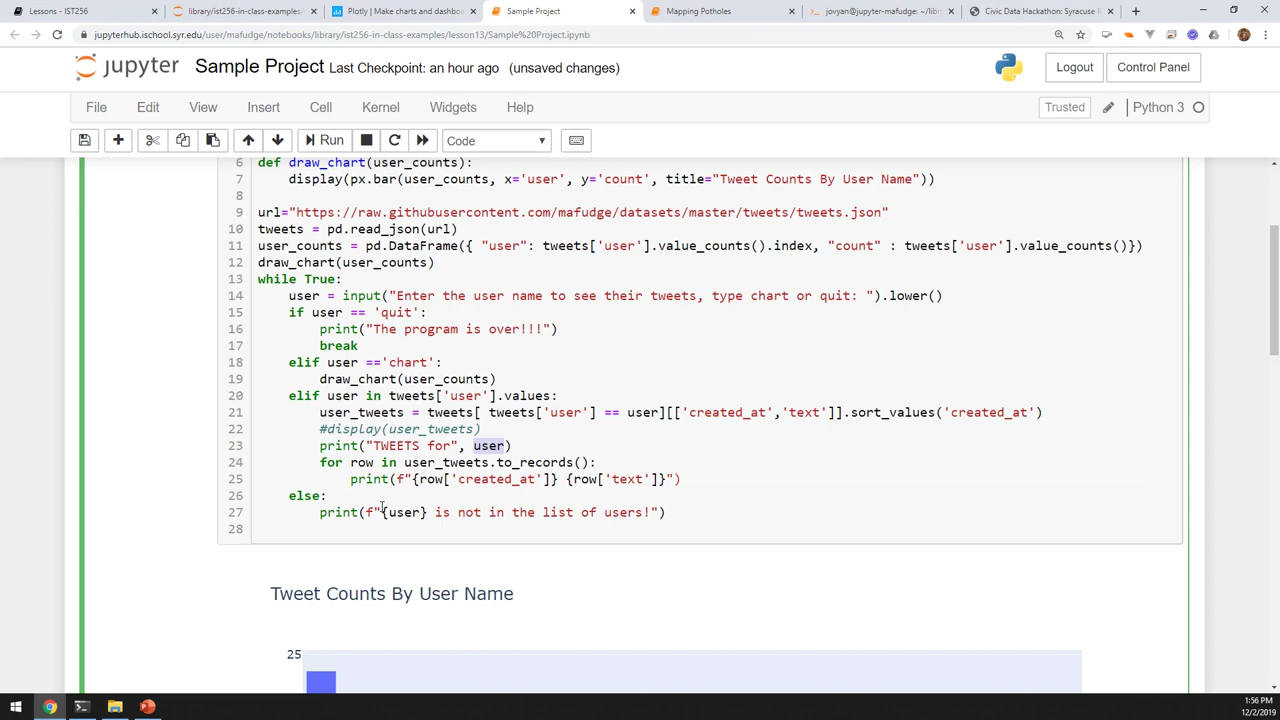 Lessons - IST256
library/ist256-in-class-examples/
Plotly | Make charts and dashbo
Sample Project
Mapping Potholes
jovyan@jupyter-mafudge: ~/libr
Civic Data Hackathon: Syracuse R
jupyterhub.ischool.syr.edu/user/mafudge/notebooks/library/ist256-in-class-examples/lesson13/Sample%20Project.ipynb
jupyter Sample Project Last Checkpoint: an hour ago (unsaved changes)
Logout
Control Panel
File Edit View Insert Cell Kernel Widgets Help
Trusted
Python 3
Run
Code
6 def draw_chart(user_counts):
7 display(px.bar(user_counts, x='user', y='count', title="Tweet Counts By User Name"))
8
9 url="https://raw.githubusercontent.com/mafudge/datasets/master/tweets/tweets.json"
10 tweets = pd.read_json(url)
11 user_counts = pd.DataFrame({ "user": tweets['user'].value_counts().index, "count" : tweets['user'].value_counts()})
12 draw_chart(user_counts)
13 while True:
14 user = input("Enter the user name to see their tweets, type chart or quit: ").lower()
15 if user == 'quit':
16 print("The program is over!!!")
17 break
18 elif user =='chart':
19 draw_chart(user_counts)
20 elif user in tweets['user'].values:
21 user_tweets = tweets[ tweets['user'] == user][['created_at','text']].sort_values('created_at')
22 #display(user_tweets)
23 print("TWEETS for", user)
24 for row in user_tweets.to_records():
25 print(f"{row['created_at']} {row['text']}")
26 else:
27 print(f"{user} is not in the list of users!")
28
Tweet Counts By User Name
25
1:56 PM
12/2/2019